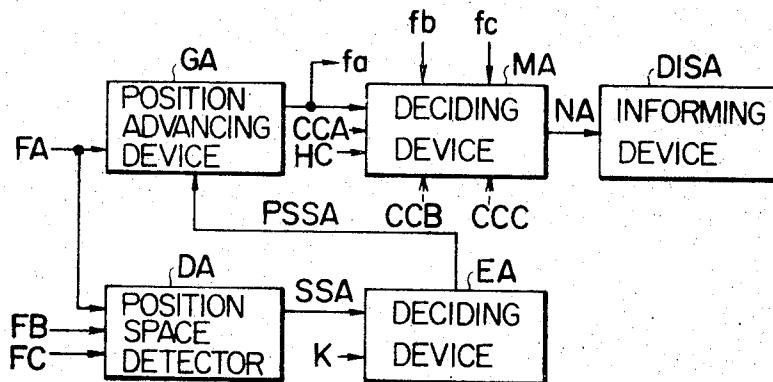 fb
fc
GA
fa
MA
DISA
POSITION
ADVANCING
DEVICE
FA
CCA
HC
DECIDING
DEVICE
NA
INFORMING
DEVICE
PSSA
CCB
CCC
DA
SSA
EA
POSITION
SPACE
DETECTOR
FB
FC
K
DECIDING
DEVICE